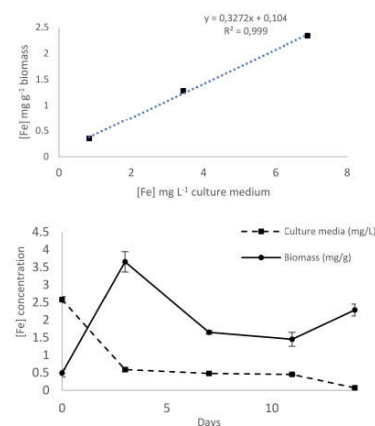 y = 0,3272x + 0,104
R² = 0,999
2.5
2
1.5
1
0.5
0
0 2 4 6 8
[Fe] mg g⁻¹ biomass
[Fe] mg L⁻¹ culture medium
4.5
4
3.5
3
2.5
2
1.5
1
0.5
0
0 5 10
[Fe] concentration
Days
Culture media (mg/L)
Biomass (mg/g)